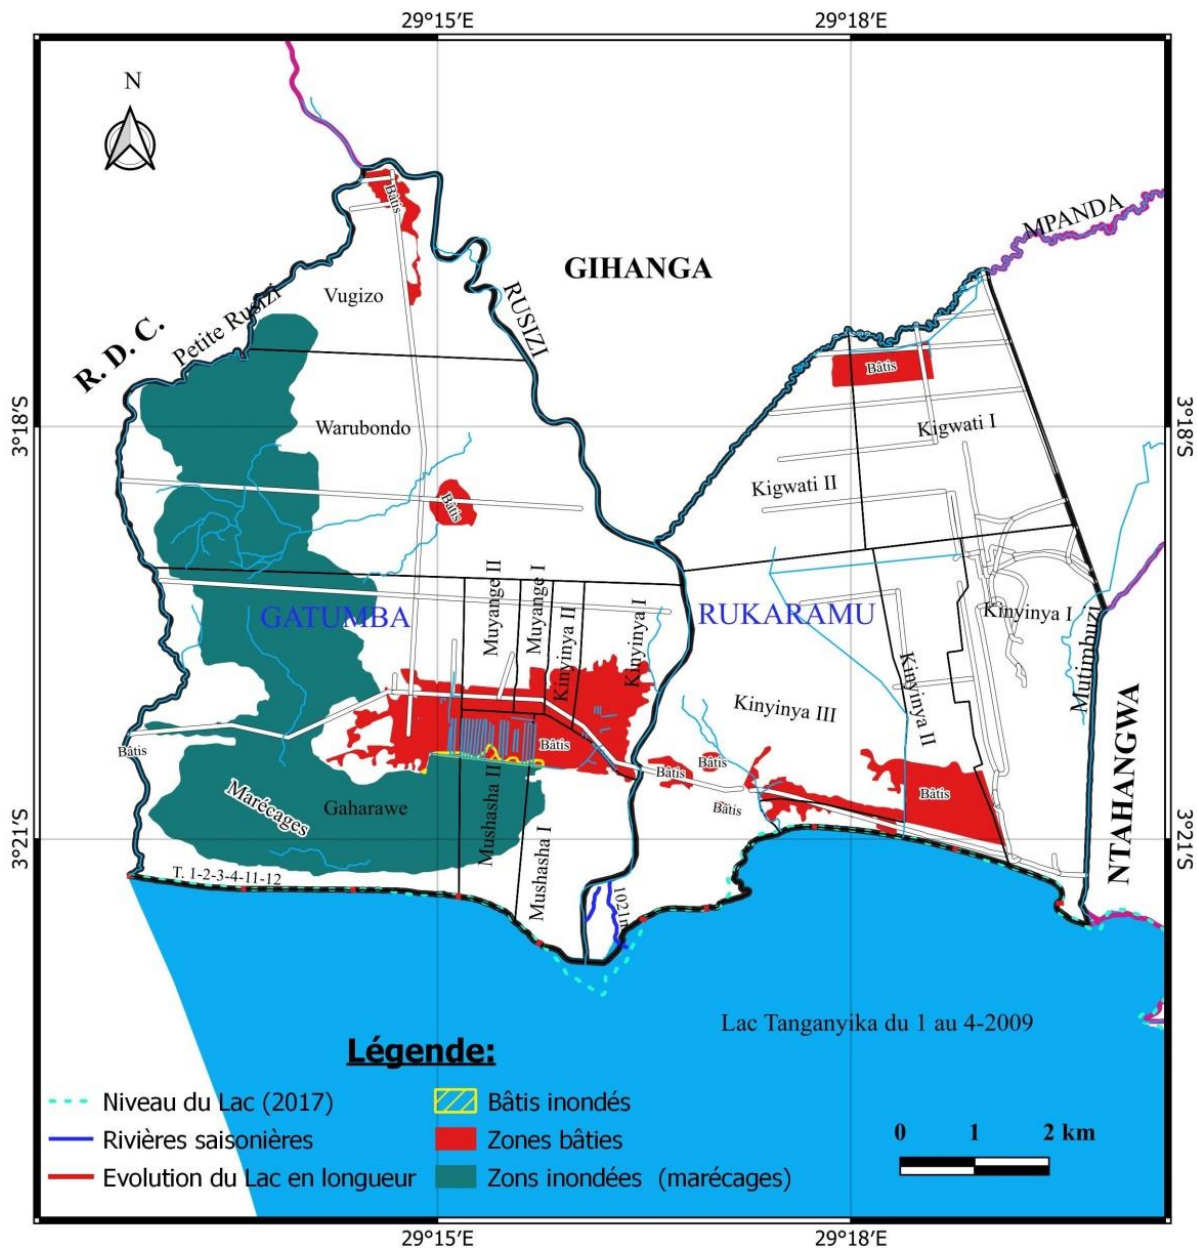 29°15′E
29°18′E
N
MPANDA
Bâtis
GIHANGA
Vugizo
RUSIZI
Petite Rusizi
R. D. C.
Bâtis
3°18′S
3°18′S
Warubondo
Kigwati I
Kigwati II
Bâtis
Muyange II
Muyange I
Kinyinya II
Kinyinya I
GATUMBA
RUKARAMU
Kinyinya I
Mutimbuzi
Kinyinya II
Kinyinya III
Bâtis
Bâtis
Bâtis
Bâtis
Bâtis
Bâtis
NTAHANGWA
Marécages
Gaharawe
Mushasha II
Mushasha I
3°21′S
3°21′S
T. 1-2-3-4-11-12
1021m
Lac Tanganyika du 1 au 4-2009
Légende:
Niveau du Lac (2017)
Rivières saisonières
Evolution du Lac en longueur
Bâtis inondés
Zones bâties
Zons inondées (marécages)
0 1 2 km
29°15′E
29°18′E